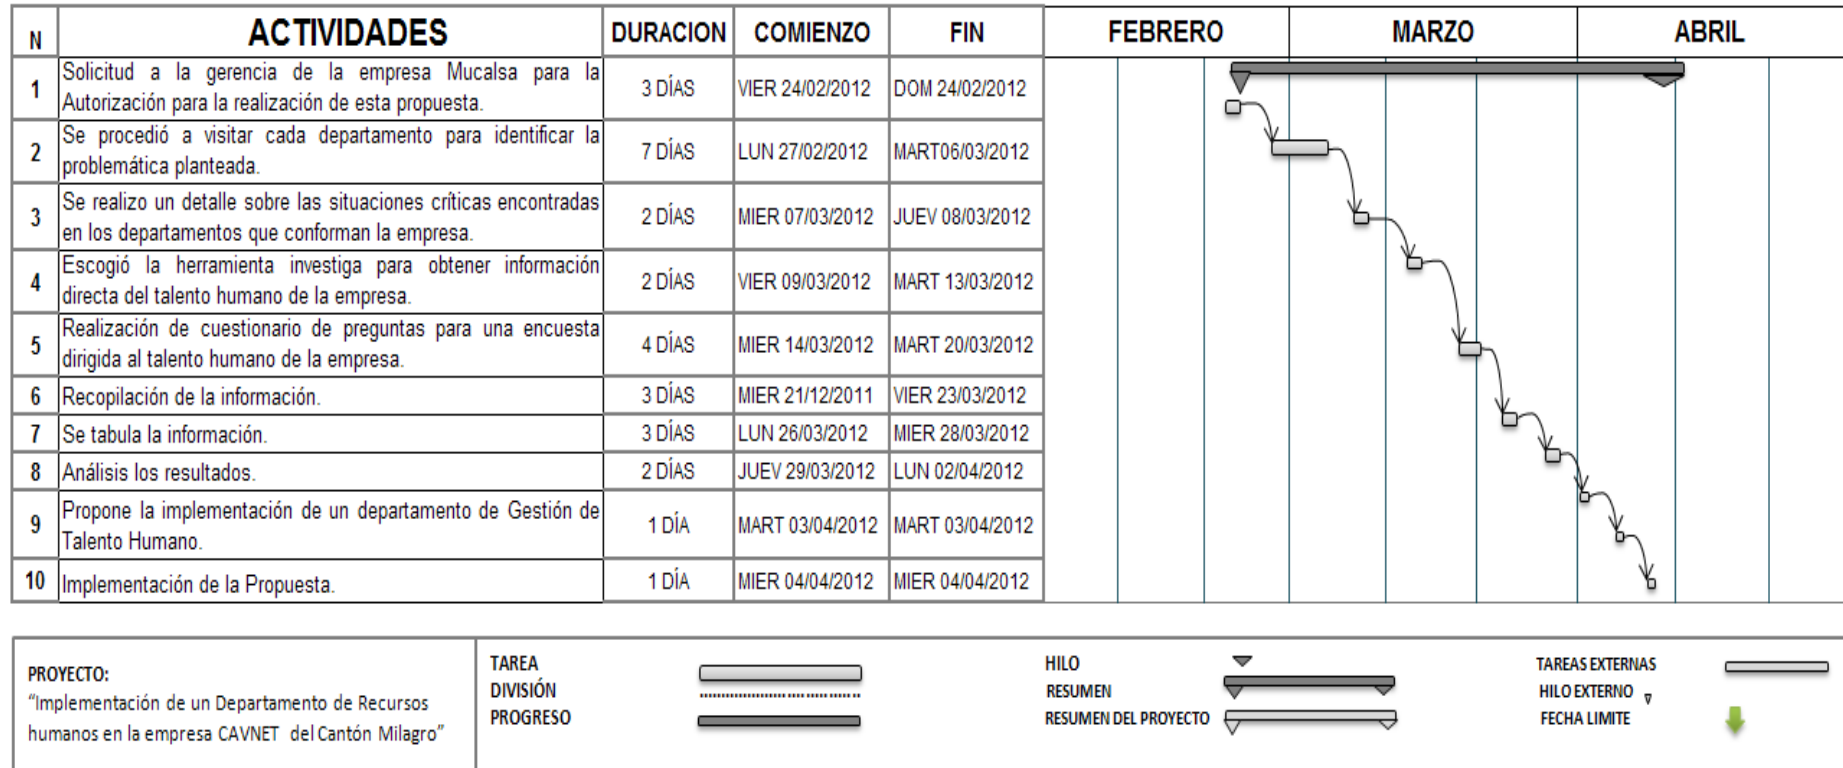 N ACTIVIDADES DURACION COMIENZO FIN FEBRERO MARZO ABRIL
1 Solicitud a la gerencia de la empresa Mucalsa para la
Autorización para la realización de esta propuesta. 3 DÍAS VIER 24/02/2012 DOM 24/02/2012
2 Se procedió a visitar cada departamento para identificar la
problemática planteada. 7 DÍAS LUN 27/02/2012 MART06/03/2012
3 Se realizo un detalle sobre las situaciones críticas encontradas
en los departamentos que conforman la empresa. 2 DÍAS MIER 07/03/2012 JUEV 08/03/2012
4 Escogió la herramienta investiga para obtener información
directa del talento humano de la empresa. 2 DÍAS VIER 09/03/2012 MART 13/03/2012
5 Realización de cuestionario de preguntas para una encuesta
dirigida al talento humano de la empresa. 4 DÍAS MIER 14/03/2012 MART 20/03/2012
6 Recopilación de la información. 3 DÍAS MIER 21/12/2011 VIER 23/03/2012
7 Se tabula la información. 3 DÍAS LUN 26/03/2012 MIER 28/03/2012
8 Análisis los resultados. 2 DÍAS JUEV 29/03/2012 LUN 02/04/2012
9 Propone la implementación de un departamento de Gestión de
Talento Humano. 1 DÍA MART 03/04/2012 MART 03/04/2012
10 Implementación de la Propuesta. 1 DÍA MIER 04/04/2012 MIER 04/04/2012
PROYECTO:
“Implementación de un Departamento de Recursos
humanos en la empresa CAVNET del Cantón Milagro”
TAREA
DIVISIÓN
PROGRESO
HILO
RESUMEN
RESUMEN DEL PROYECTO
TAREAS EXTERNAS
HILO EXTERNO
FECHA LIMITE